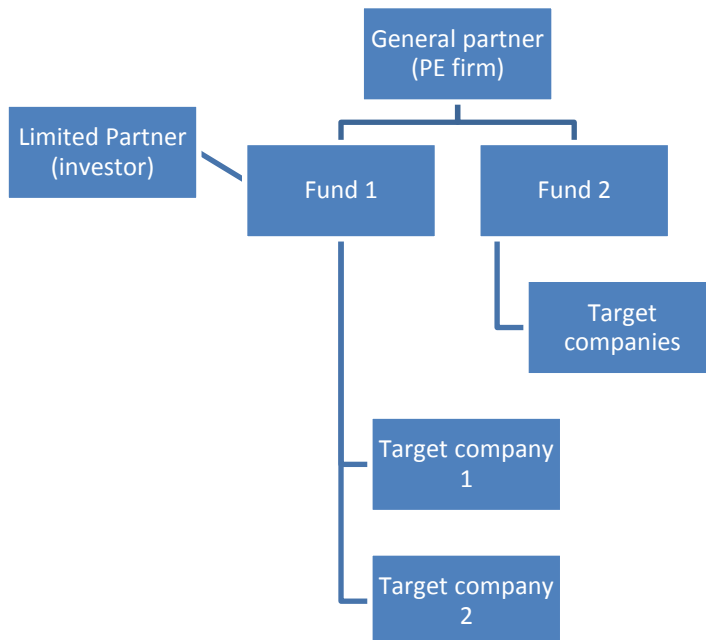 General partner
(PE firm)
Limited Partner
(investor)
Fund 1
Fund 2
Target
companies
Target company
1
Target company
2